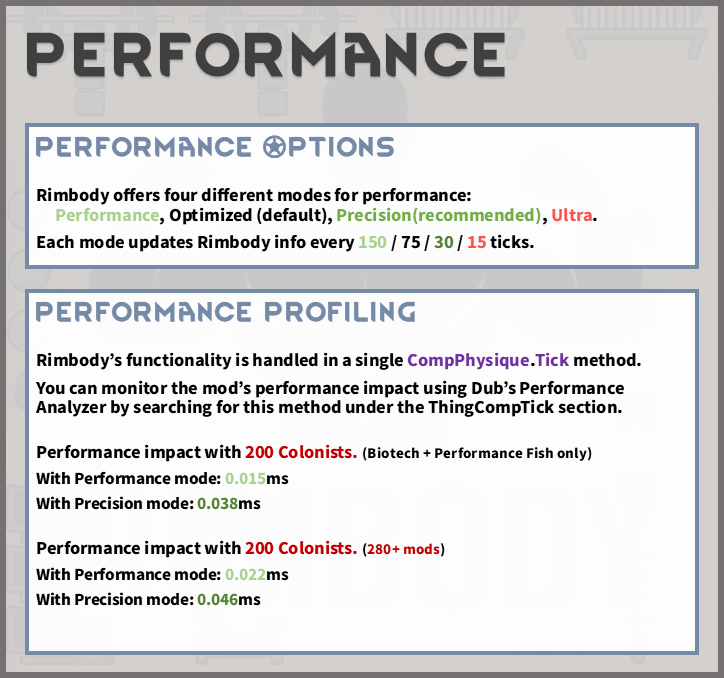 PERFORMANCE
PERFORMANCE OPTIONS
Rimbody offers four different modes for performance:
Performance, Optimized (default), Precision(recommended), Ultra.
Each mode updates Rimbody info every 150 / 75 / 30 / 15 ticks.
PERFORMANCE PROFILING
Rimbody’s functionality is handled in a single CompPhysique.Tick method.
You can monitor the mod’s performance impact using Dub’s Performance
Analyzer by searching for this method under the ThingCompTick section.
Performance impact with 200 Colonists. (Biotech + Performance Fish only)
With Performance mode: 0.015ms
With Precision mode: 0.038ms
Performance impact with 200 Colonists. (280+ mods)
With Performance mode: 0.022ms
With Precision mode: 0.046ms